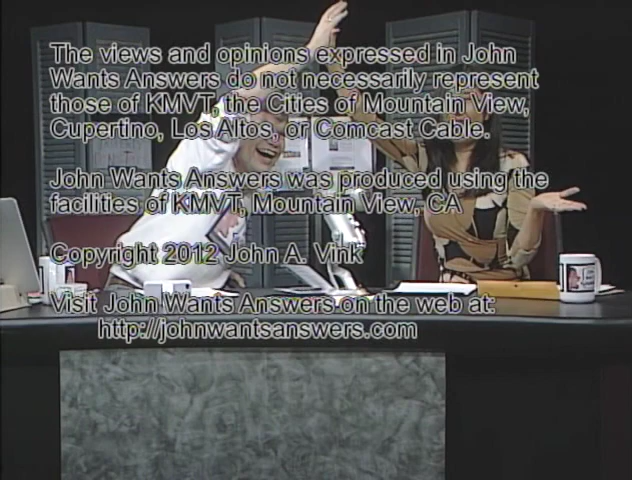 The views and opinions expressed in John
Wants Answers do not necessarily represent
those of KMVT, the Cities of Mountain View,
Cupertino, Los Altos, or Comcast Cable.
John Wants Answers was produced using the
facilities of KMVT, Mountain View, CA
Copyright 2012 John A. Vink
Visit John Wants Answers on the web at:
http://johnwantsanswers.com